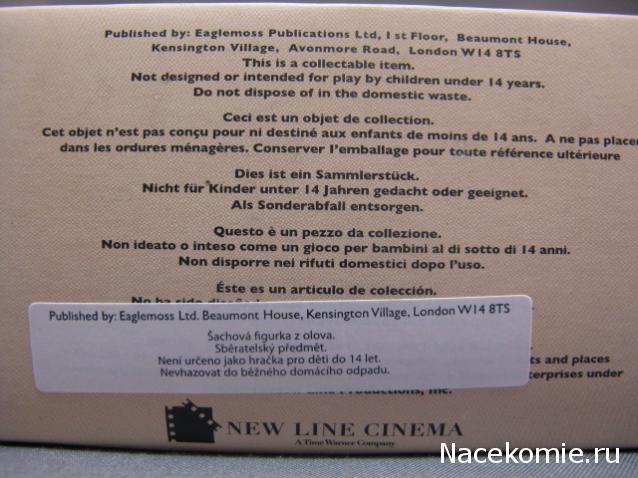 Published by: Eaglemoss Publications Ltd, 1st Floor, Beaumont House,
Kensington Village, Avonmore Road, London W14 8TS
This is a collectable item.
Not designed or intended for play by children under 14 years.
Do not dispose of in the domestic waste.
Ceci est un objet de collection.
Cet objet n'est pas conçu pour ni destiné aux enfants de moins de 14 ans. A ne pas placer
dans les ordures ménagères. Conserver l'emballage pour toute référence ultérieure
Dies ist ein Sammlerstück.
Nicht für Kinder unter 14 Jahren gedacht oder geeignet.
Als Sonderabfall entsorgen.
Questo è un pezzo da collezione.
Non ideato o inteso come un gioco per bambini al di sotto di 14 anni.
Non disporre nei rifiuti domestici dopo l'uso.
Éste es un articulo de colección.
No ha sido
Published by: Eaglemoss Ltd. Beaumont House, Kensington Village, London W14 8TS
Šachová figurka z olova.
Sběratelský předmět.
Není určeno jako hračka pro děti do 14 let.
Nevhazovat do běžného domácího odpadu.
and places
under
Productions, Inc.
NEW LINE CINEMA
A Time Warner Company
Nacekomie.ru